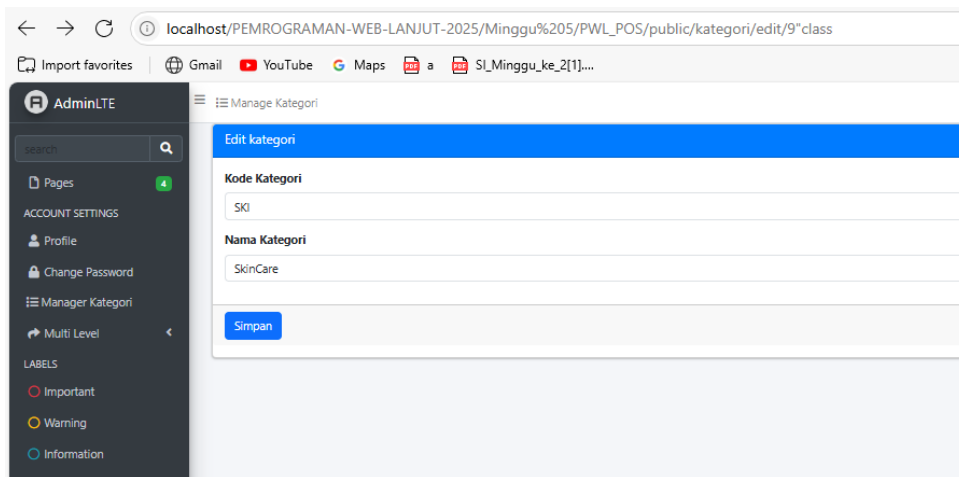 localhost/PEMROGRAMAN-WEB-LANJUT-2025/Minggu%205/PWL_POS/public/kategori/edit/9"class
Import favorites Gmail YouTube Maps a SI_Minggu_ke_2[1]....
AdminLTE
Manage Kategori
Edit kategori
search
Kode Kategori
Pages 4
SKI
ACCOUNT SETTINGS
Nama Kategori
Profile
SkinCare
Change Password
Manager Kategori
Simpan
Multi Level
LABELS
Important
Warning
Information